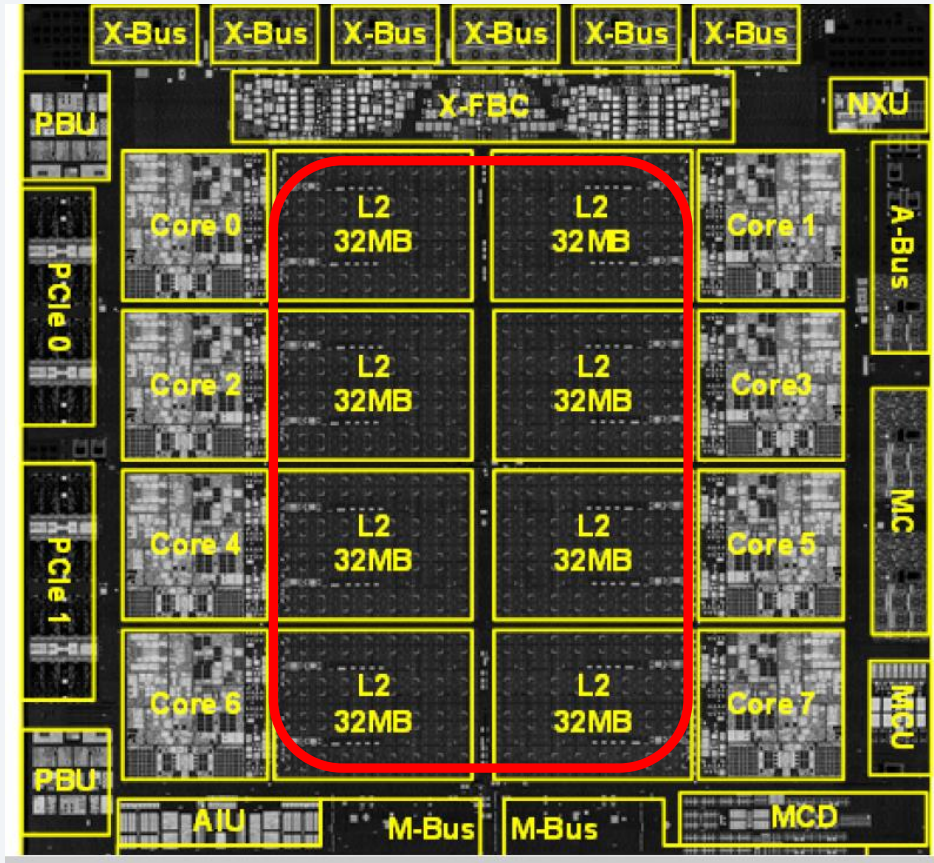 X-Bus X-Bus X-Bus X-Bus X-Bus X-Bus
PBU X-FBC NXU
Core 0
L2
32MB
L2
32MB
Core 1
A-Bus
PCIe 0
Core 2
L2
32MB
L2
32MB
Core3
MC
PCIe 1
Core 4
L2
32MB
L2
32MB
Core 5
Core 6
L2
32MB
L2
32MB
Core 7
MCU
PBU
AIU
M-Bus
M-Bus
MCD